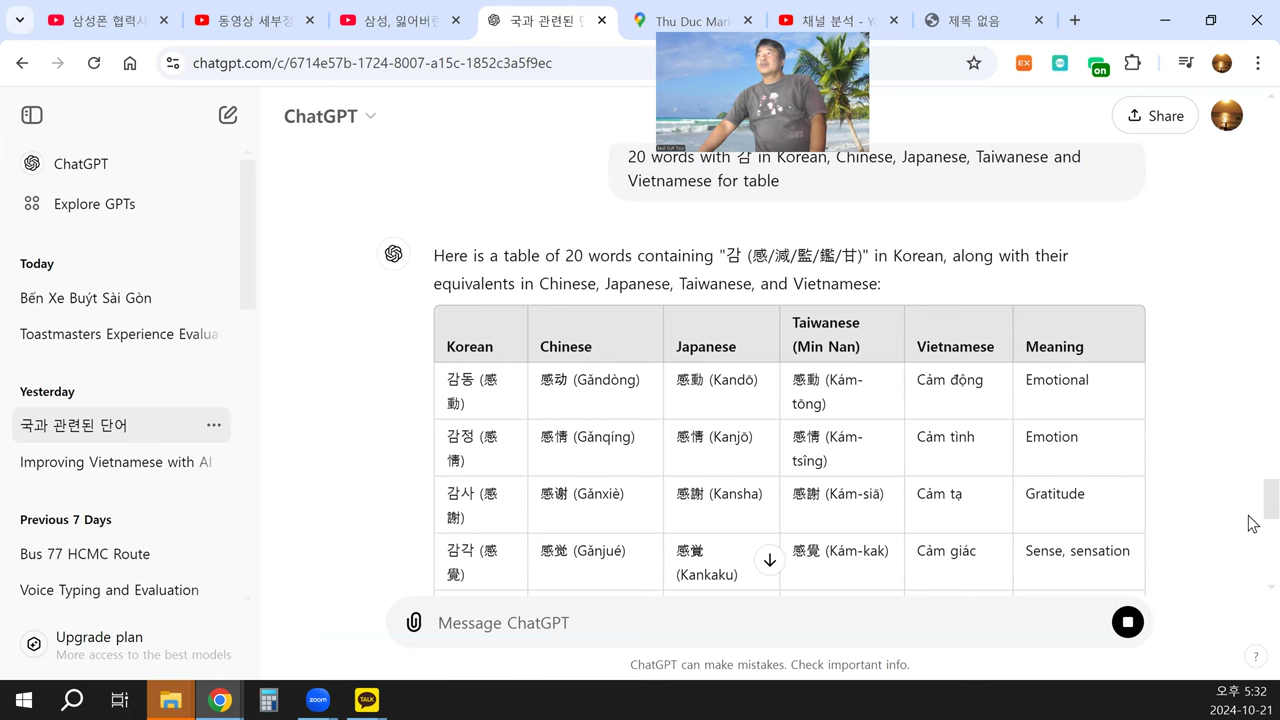 삼성폰 협력사
동영상 세부정
삼성, 잃어버린
국과 관련된 단
Thu Duc Mark
채널 분석 - Yo
제목 없음
chatgpt.com/c/6714e57b-1724-8007-a15c-1852c3a5f9ec
EX
on
ChatGPT
Share
ChatGPT
Explore GPTs
Today
Bến Xe Buýt Sài Gòn
Toastmasters Experience Evalua
Yesterday
국과 관련된 단어
Improving Vietnamese with AI
Previous 7 Days
Bus 77 HCMC Route
Voice Typing and Evaluation
Upgrade plan
More access to the best models
20 words with 감 in Korean, Chinese, Japanese, Taiwanese and
Vietnamese for table
Here is a table of 20 words containing "감 (感/減/監/鑑/甘)" in Korean, along with their
equivalents in Chinese, Japanese, Taiwanese, and Vietnamese:
Korean Chinese Japanese Taiwanese (Min Nan) Vietnamese Meaning
감동 (感動) 感动 (Gǎndòng) 感動 (Kandō) 感動 (Kám-tōng) Cảm động Emotional
감정 (感情) 感情 (Gǎnqíng) 感情 (Kanjō) 感情 (Kám-tsîng) Cảm tình Emotion
감사 (感謝) 感谢 (Gǎnxiè) 感謝 (Kansha) 感謝 (Kám-siā) Cảm tạ Gratitude
감각 (感覺) 感觉 (Gǎnjué) 感覚 (Kankaku) 感覺 (Kám-kak) Cảm giác Sense, sensation
Message ChatGPT
ChatGPT can make mistakes. Check important info.
?
zoom
TALK
오후 5:32
2024-10-21